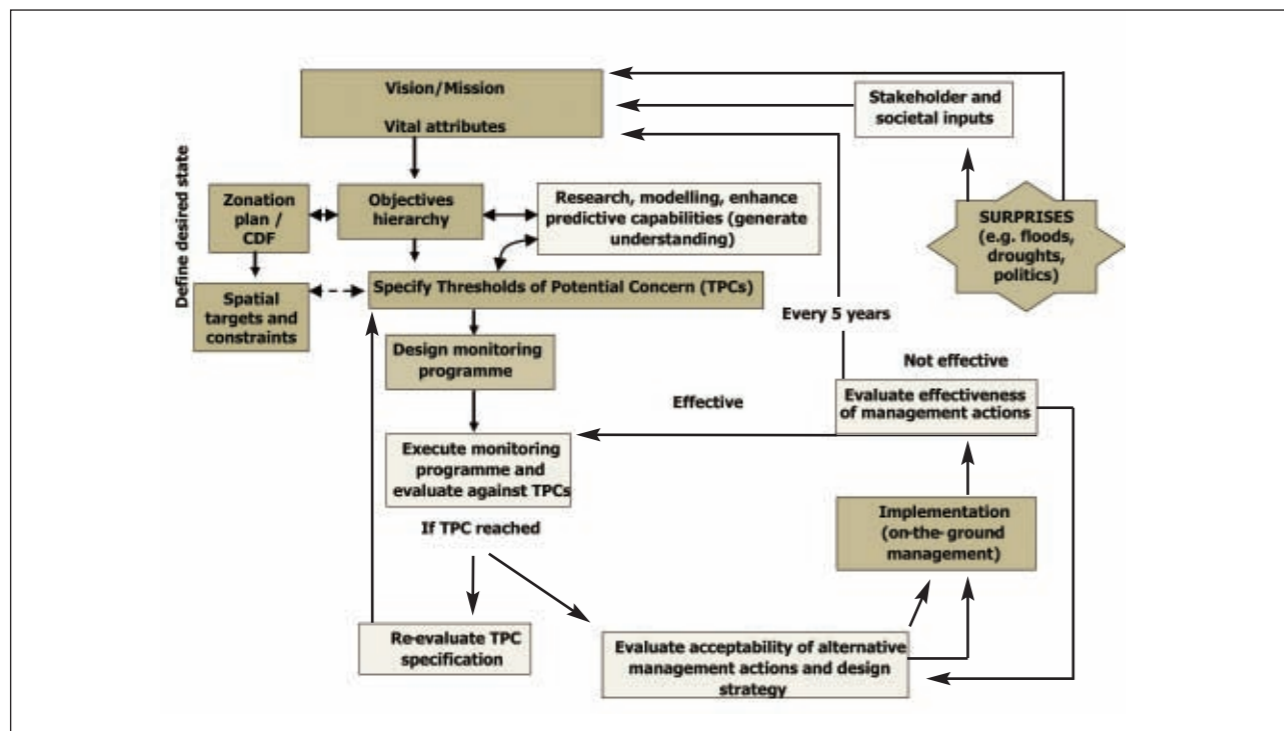 Vision/Mission
Vital attributes
Stakeholder and
societal inputs
Define desired state
Zonation
plan /
CDF
Objectives
hierarchy
Research, modelling, enhance
predictive capabilities (generate
understanding)
SURPRISES
(e.g. floods,
droughts,
politics)
Spatial
targets and
constraints
Specify Thresholds of Potential Concern (TPCs)
Every 5 years
Design monitoring
programme
Not effective
Effective
Evaluate effectiveness
of management actions
Execute monitoring
programme and
evaluate against TPCs
If TPC reached
Implementation
(on-the-ground
management)
Re-evaluate TPC
specification
Evaluate acceptability of alternative
management actions and design
strategy